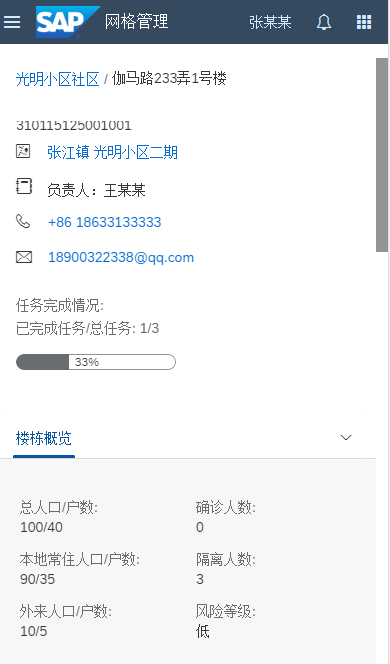 SAP 网格管理 张某某
光明小区社区 / 伽马路233弄1号楼
310115125001001
张江镇 光明小区二期
负责人：王某某
+86 18633133333
18900322338@qq.com
任务完成情况:
已完成任务/总任务: 1/3
33%
楼栋概览
总人口/户数: 确诊人数:
100/40 0
本地常住人口/户数: 隔离人数:
90/35 3
外来人口/户数: 风险等级:
10/5 低